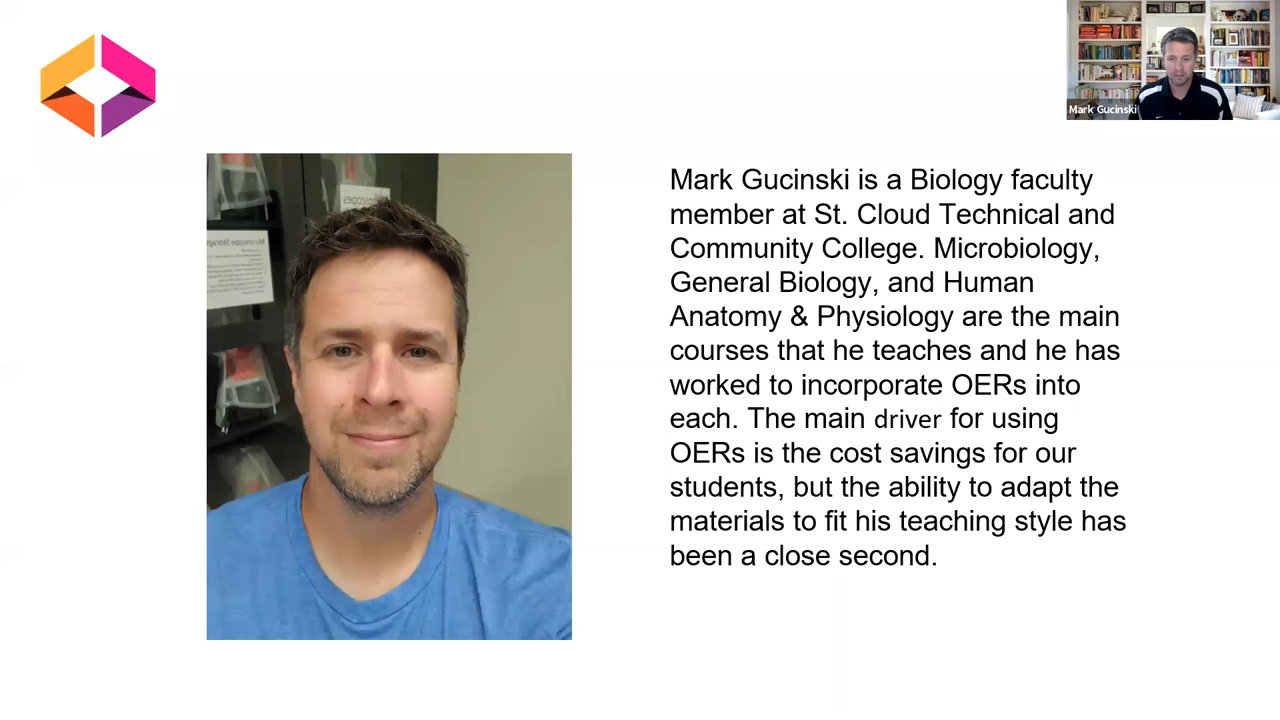 Mark Gucinski
Mark Gucinski is a Biology faculty
member at St. Cloud Technical and
Community College. Microbiology,
General Biology, and Human
Anatomy & Physiology are the main
courses that he teaches and he has
worked to incorporate OERs into
each. The main driver for using
OERs is the cost savings for our
students, but the ability to adapt the
materials to fit his teaching style has
been a close second.
Microscope Storage